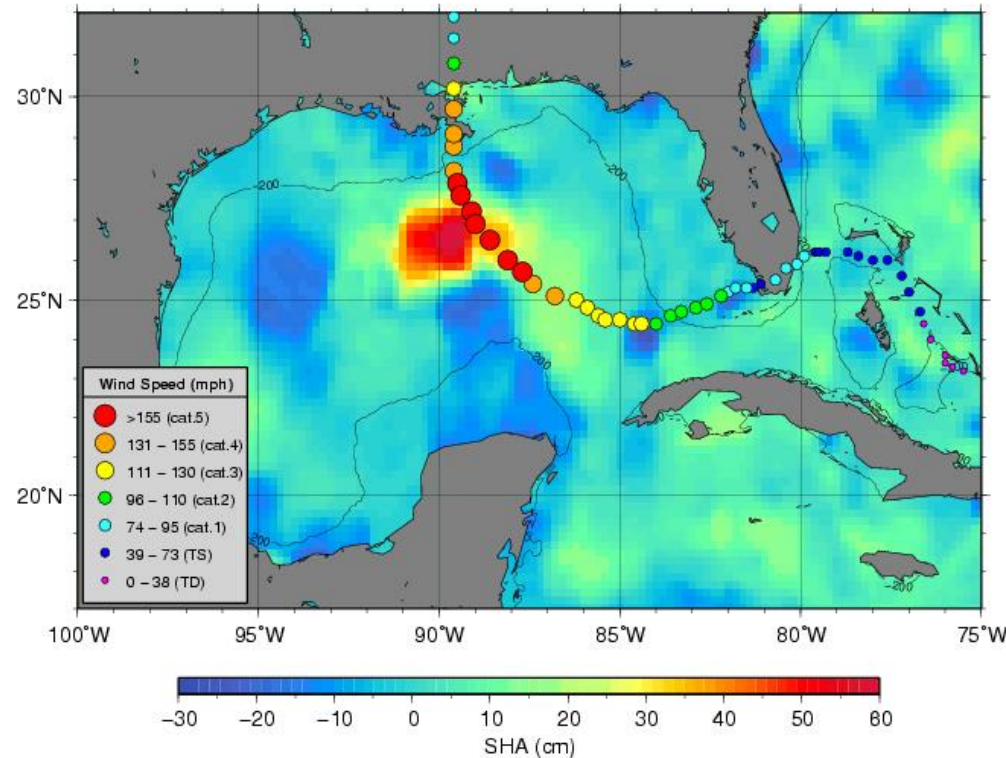 30°N
25°N
20°N
-200
200
200
-200
-200
Wind Speed (mph)
>155 (cat.5)
131 – 155 (cat.4)
111 – 130 (cat.3)
96 – 110 (cat.2)
74 – 95 (cat.1)
39 – 73 (TS)
0 – 38 (TD)
100°W 95°W 90°W 85°W 80°W 75°W
−30 −20 −10 0 10 20 30 40 50 60
SHA (cm)